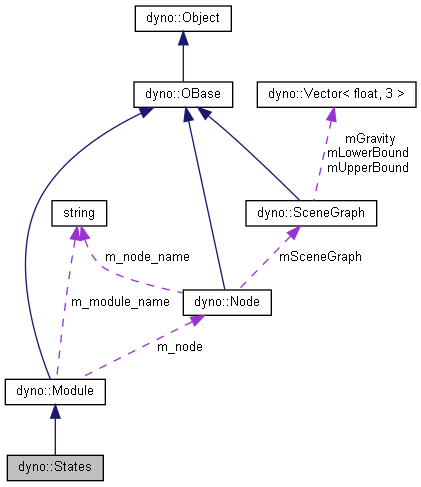 dyno::Object
dyno::OBase
dyno::Vector< float, 3 >
mGravity
mLowerBound
mUpperBound
string
dyno::SceneGraph
m_node_name
mSceneGraph
m_module_name
dyno::Node
m_node
dyno::Module
dyno::States